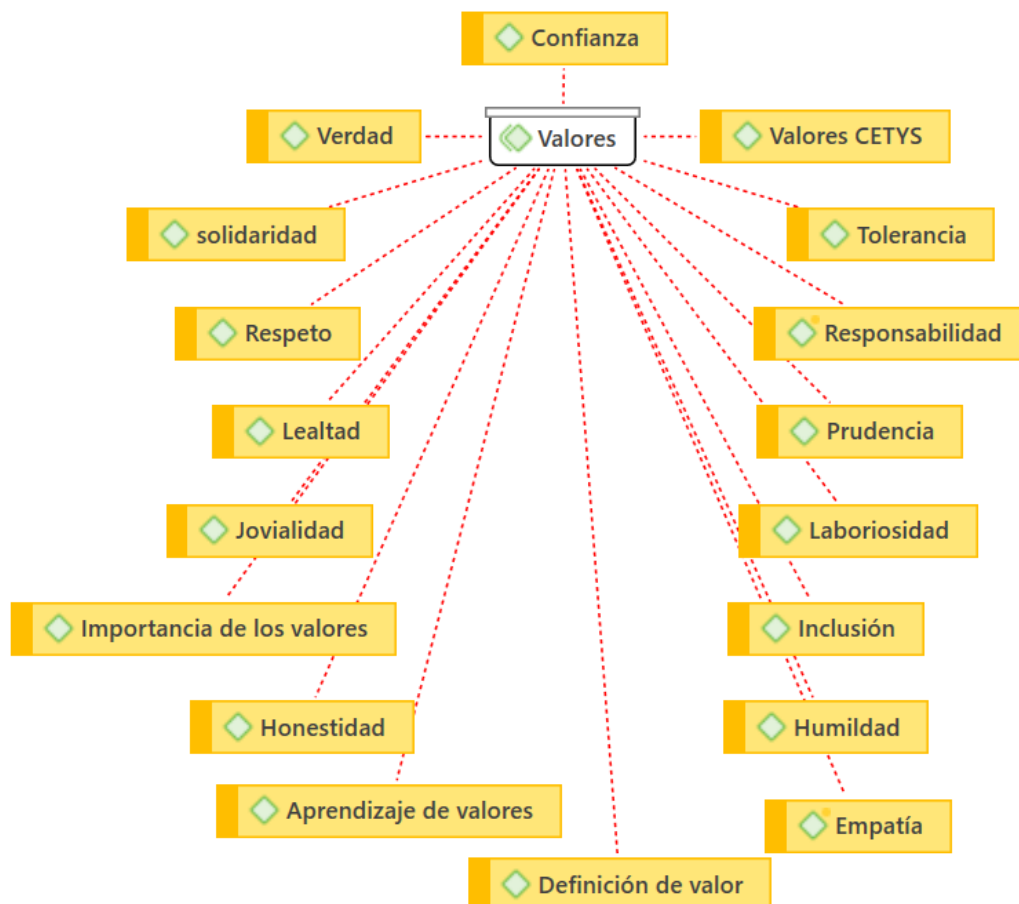 Confianza
Verdad
Valores
Valores CETYS
solidaridad
Tolerancia
Respeto
Responsabilidad
Lealtad
Prudencia
Jovialidad
Laboriosidad
Importancia de los valores
Inclusión
Honestidad
Humildad
Aprendizaje de valores
Empatía
Definición de valor